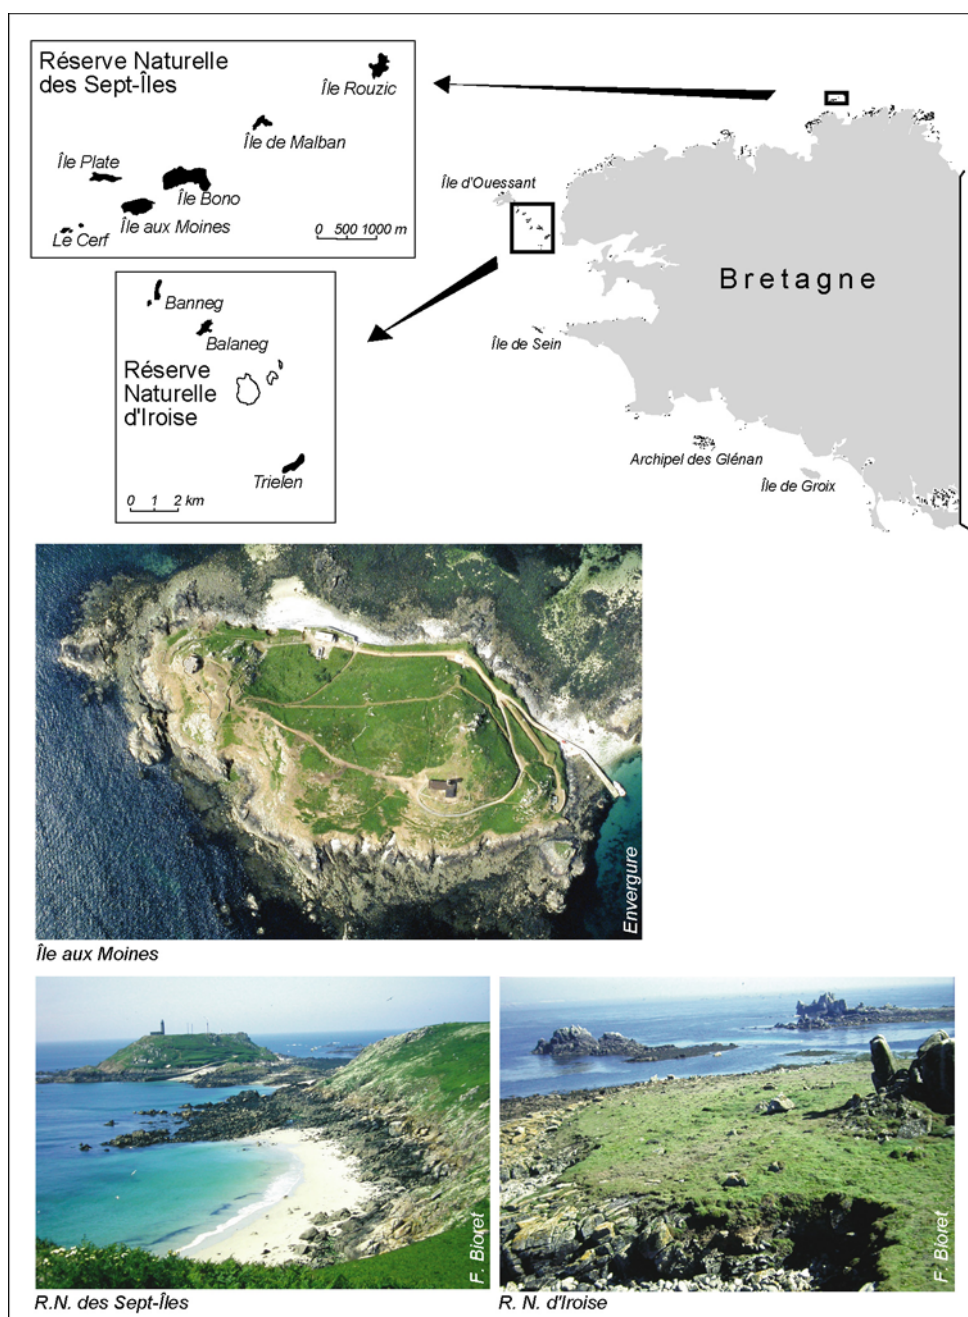 Réserve Naturelle
des Sept-Îles
Île Rouzic
Île de Malban
Île Plate
Île Bono
Île aux Moines
Le Cerf
0 500 1000 m
Banneg
Balaneg
Réserve
Naturelle
d'Iroise
Trielen
0 1 2 km
Île d'Ouessant
Bretagne
Île de Sein
Archipel des Glénan
Île de Groix
Envergure
Île aux Moines
F. Bioret
R.N. des Sept-Îles
F. Bioret
R. N. d'Iroise